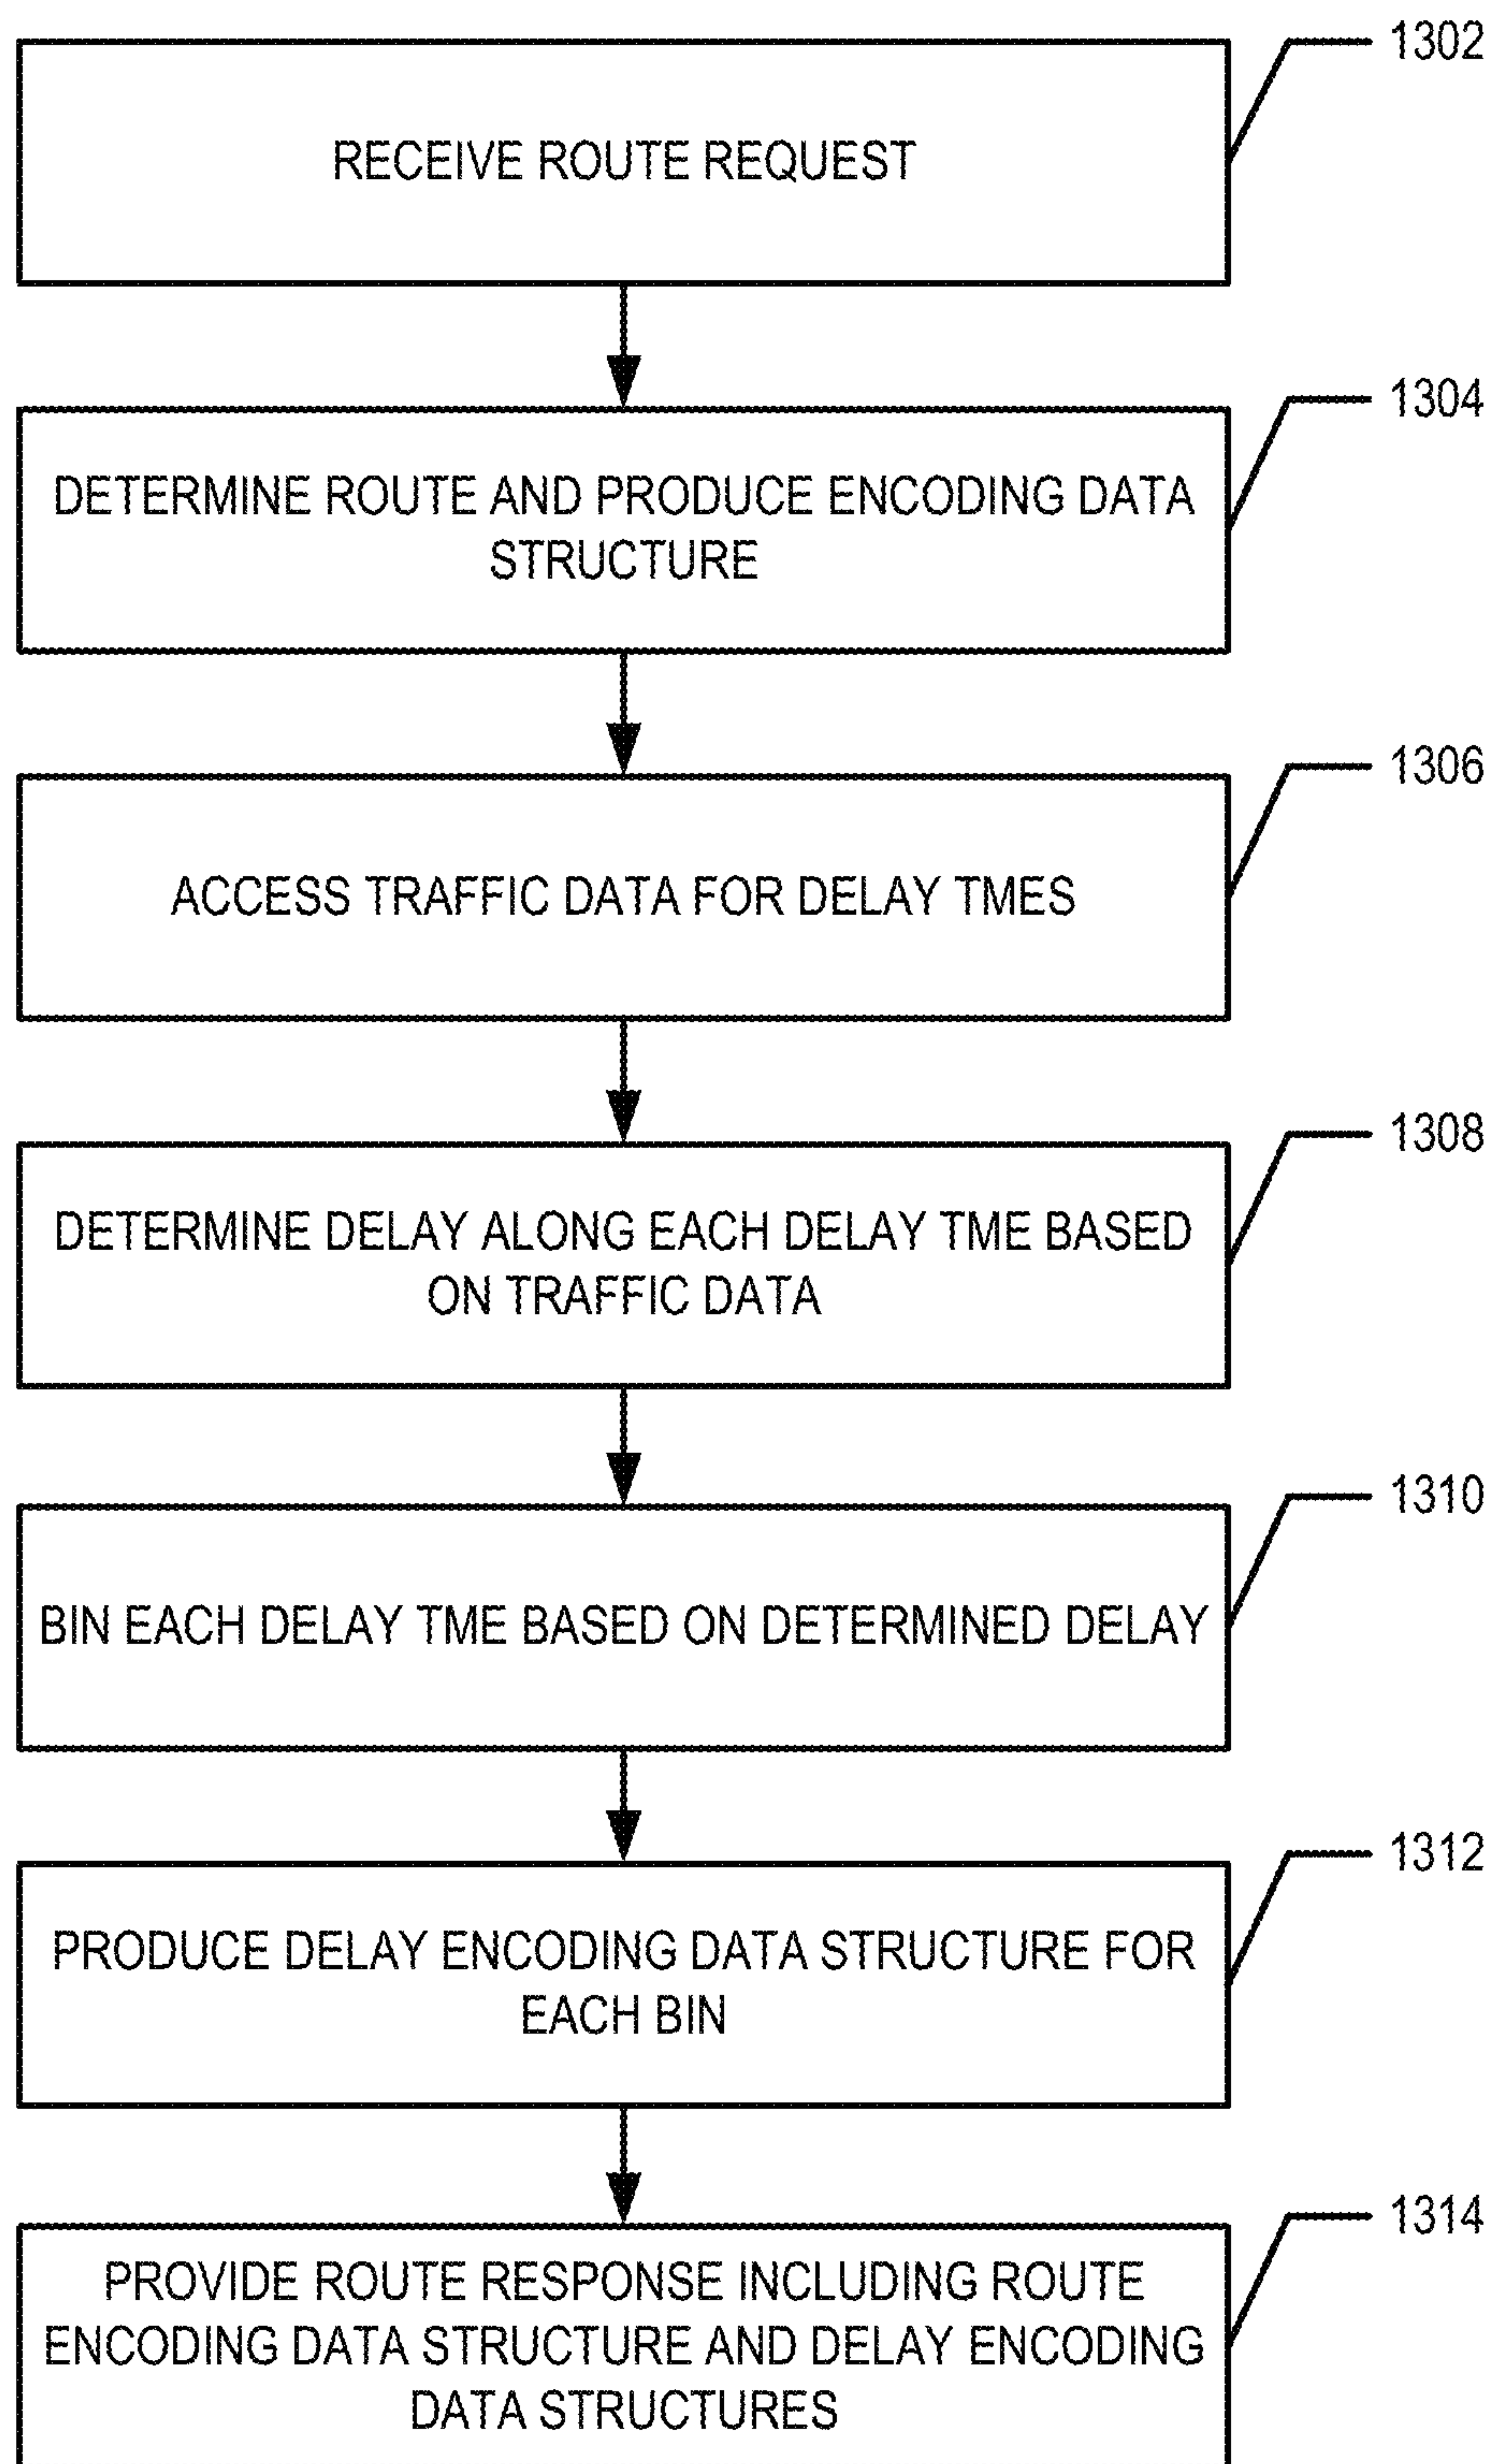 1302
RECEIVE ROUTE REQUEST
1304
DETERMINE ROUTE AND PRODUCE ENCODING DATA
STRUCTURE
1306
ACCESS TRAFFIC DATA FOR DELAY TMES
1308
DETERMINE DELAY ALONG EACH DELAY TME BASED
ON TRAFFIC DATA
1310
BIN EACH DELAY TME BASED ON DETERMINED DELAY
1312
PRODUCE DELAY ENCODING DATA STRUCTURE FOR
EACH BIN
1314
PROVIDE ROUTE RESPONSE INCLUDING ROUTE
ENCODING DATA STRUCTURE AND DELAY ENCODING
DATA STRUCTURES